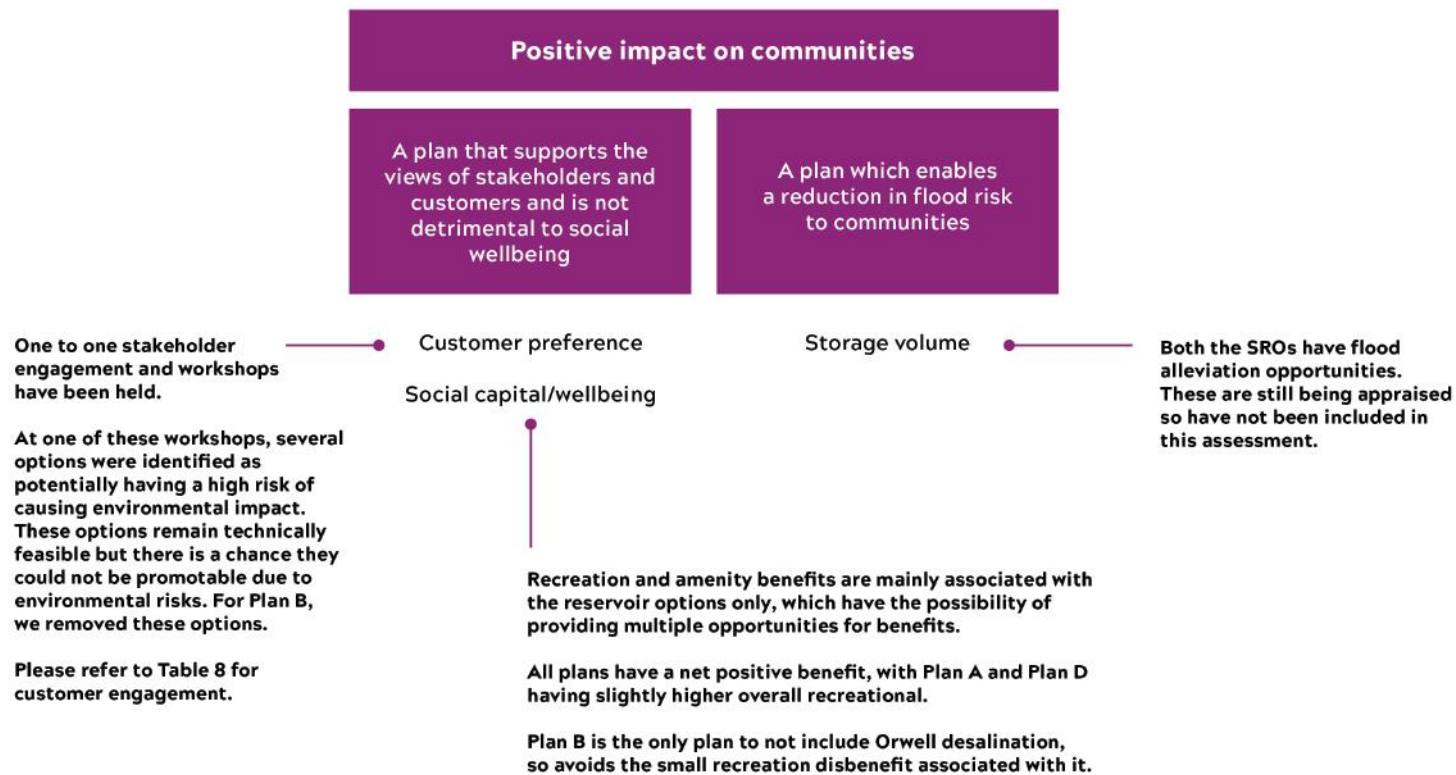 Positive impact on communities
A plan that supports the
views of stakeholders and
customers and is not
detrimental to social
wellbeing
A plan which enables
a reduction in flood risk
to communities
One to one stakeholder
engagement and workshops
have been held.
At one of these workshops, several
options were identified as
potentially having a high risk of
causing environmental impact.
These options remain technically
feasible but there is a chance they
could not be promotable due to
environmental risks. For Plan B,
we removed these options.
Please refer to Table 8 for
customer engagement.
Customer preference
Social capital/wellbeing
Recreation and amenity benefits are mainly associated with
the reservoir options only, which have the possibility of
providing multiple opportunities for benefits.
All plans have a net positive benefit, with Plan A and Plan D
having slightly higher overall recreational.
Plan B is the only plan to not include Orwell desalination,
so avoids the small recreation disbenefit associated with it.
Storage volume
Both the SROs have flood
alleviation opportunities.
These are still being appraised
so have not been included in
this assessment.